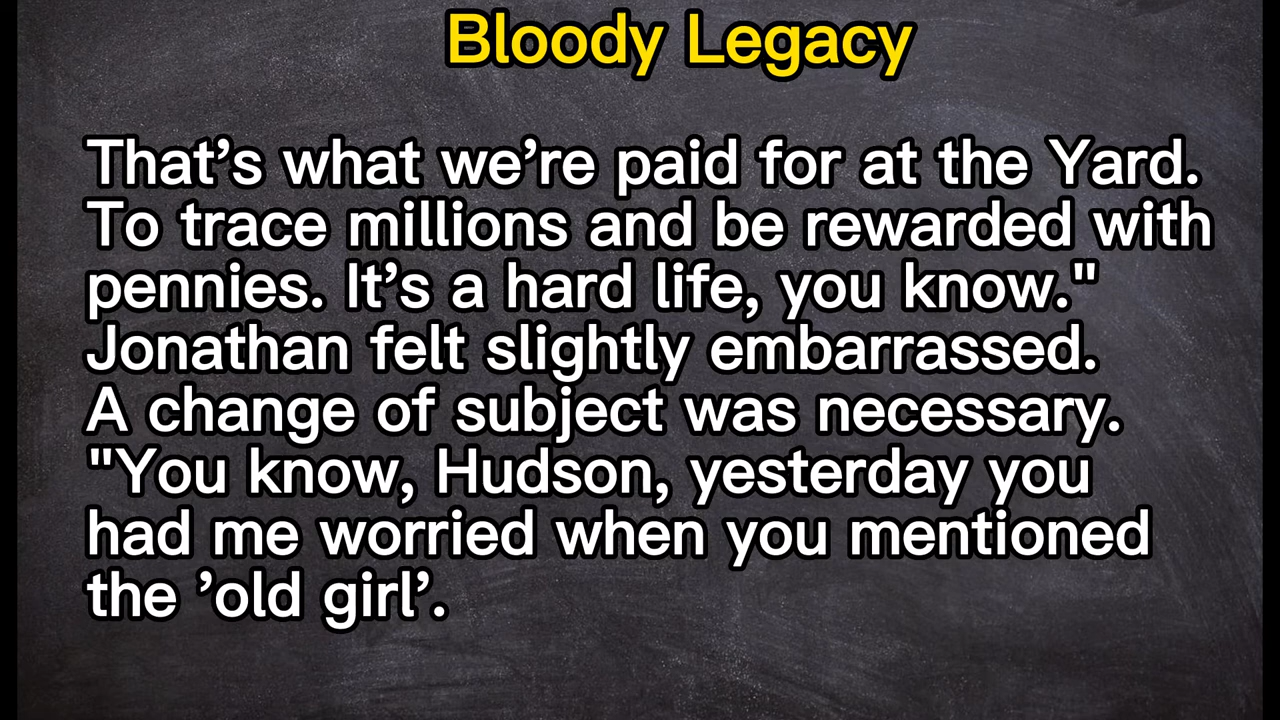 Bloody Legacy
That’s what we’re paid for at the Yard.
To trace millions and be rewarded with
pennies. It’s a hard life, you know."
Jonathan felt slightly embarrassed.
A change of subject was necessary.
"You know, Hudson, yesterday you
had me worried when you mentioned
the ’old girl’.